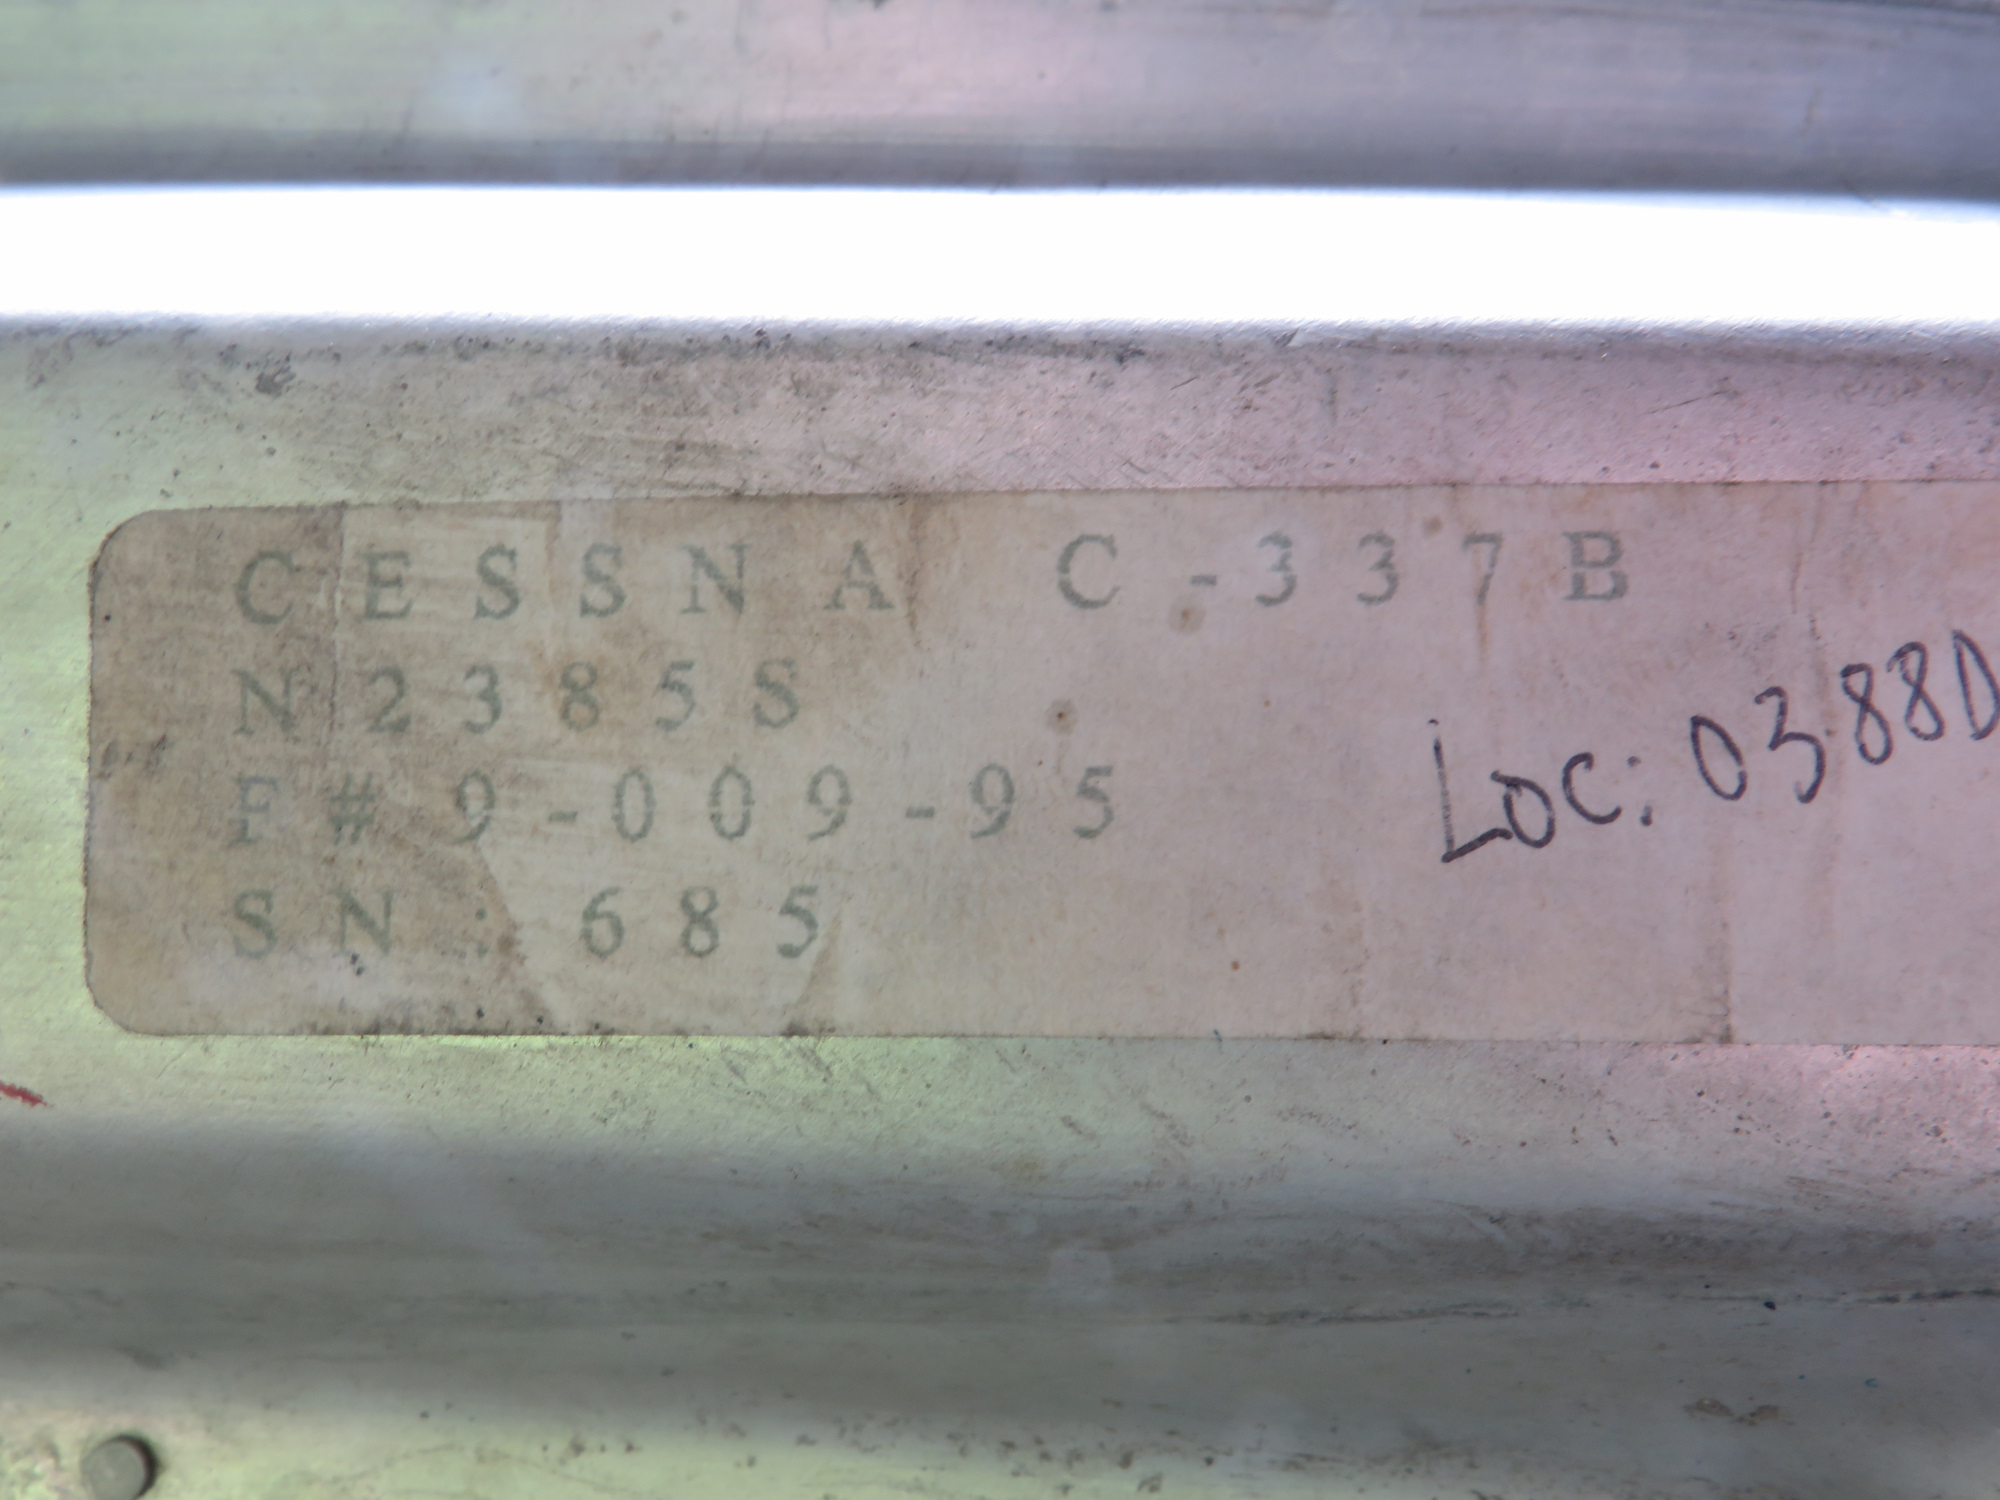 CESSNA C-337B
N2385S
F#9-009-95
SN: 685
Loc: 0388D